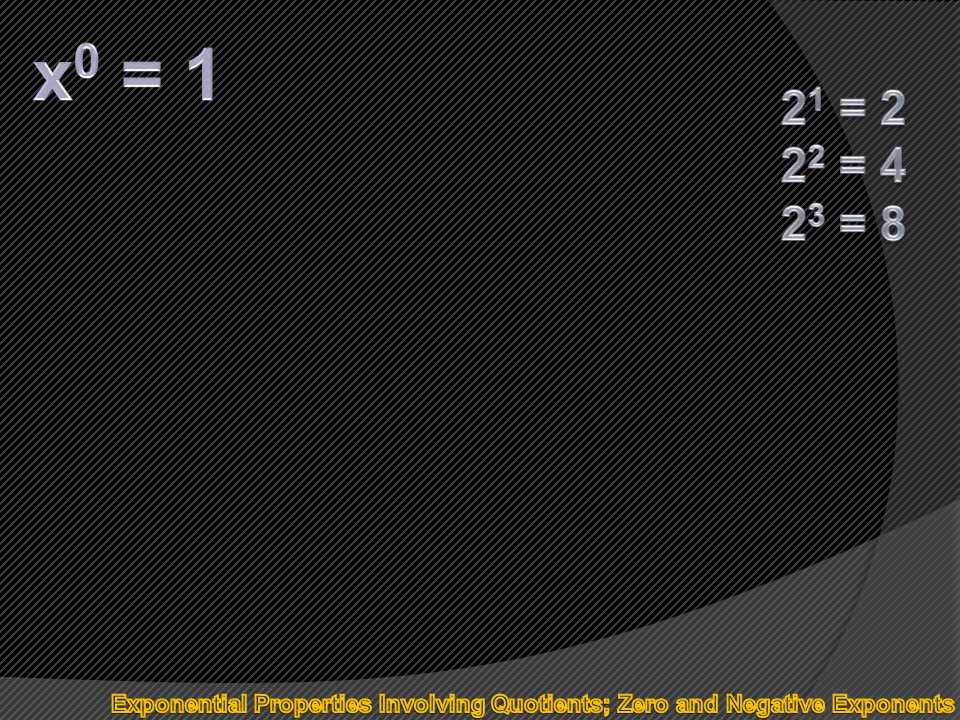 x⁰ = 1
2¹ = 2
2² = 4
2³ = 8
Exponential Properties Involving Quotients; Zero and Negative Exponents